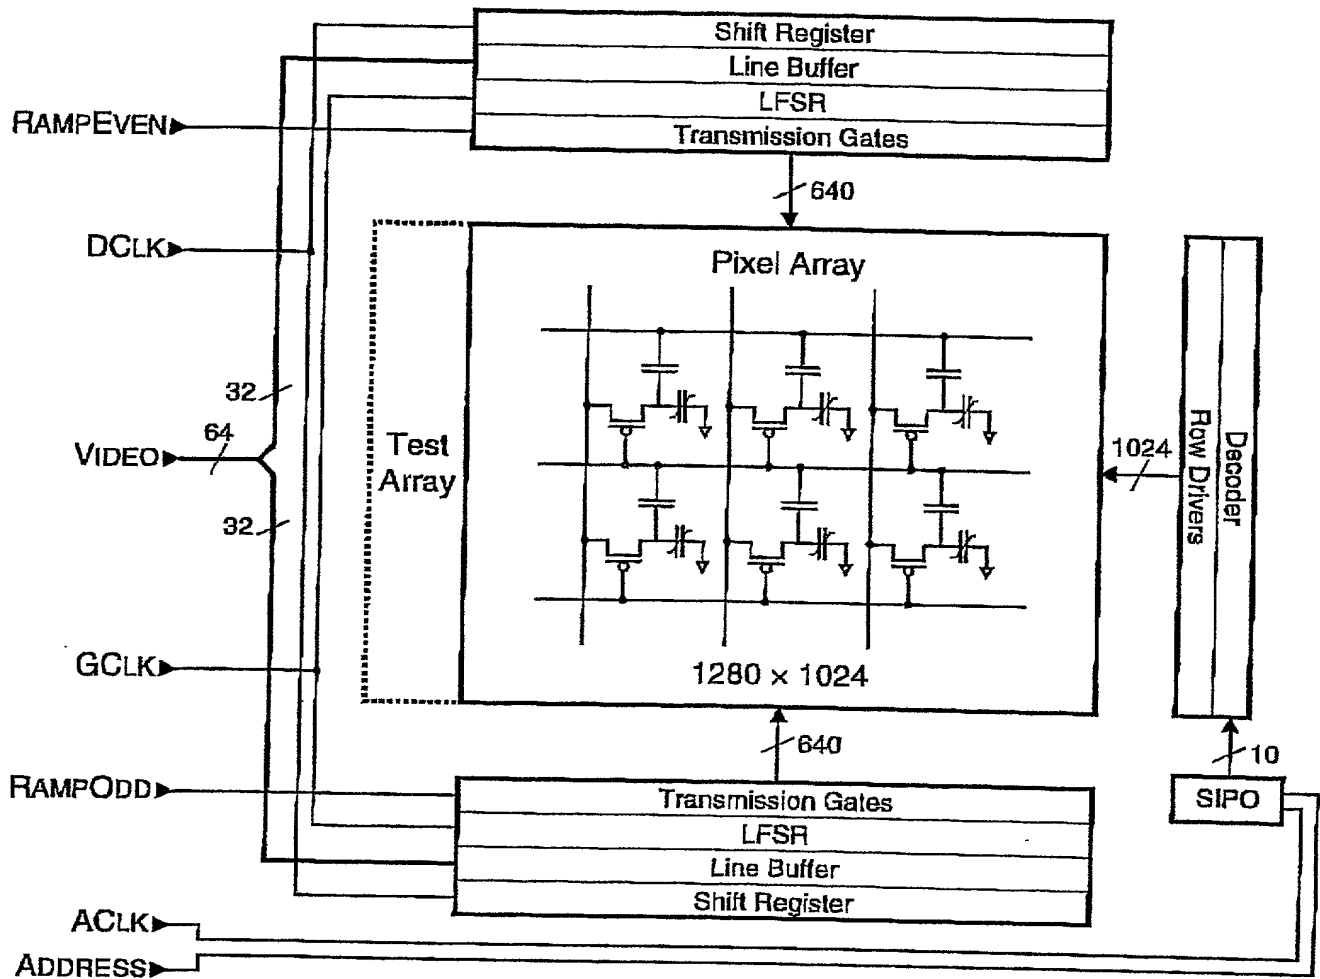 Shift Register
Line Buffer
LFSR
Transmission Gates
RAMPEVEN
640
DCLK
Pixel Array
32
Test
Array
VIDEO
64
32
1024
Row Drivers
Decoder
GCLK
1280 × 1024
640
10
RAMPODD
Transmission Gates
SIPO
LFSR
Line Buffer
Shift Register
ACLK
ADDRESS